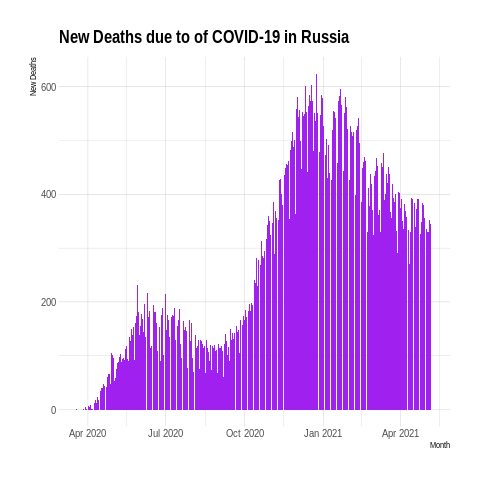 New Deaths due to of COVID-19 in Russia
New Deaths
600
400
200
0
Apr 2020 Jul 2020 Oct 2020 Jan 2021 Apr 2021
Month